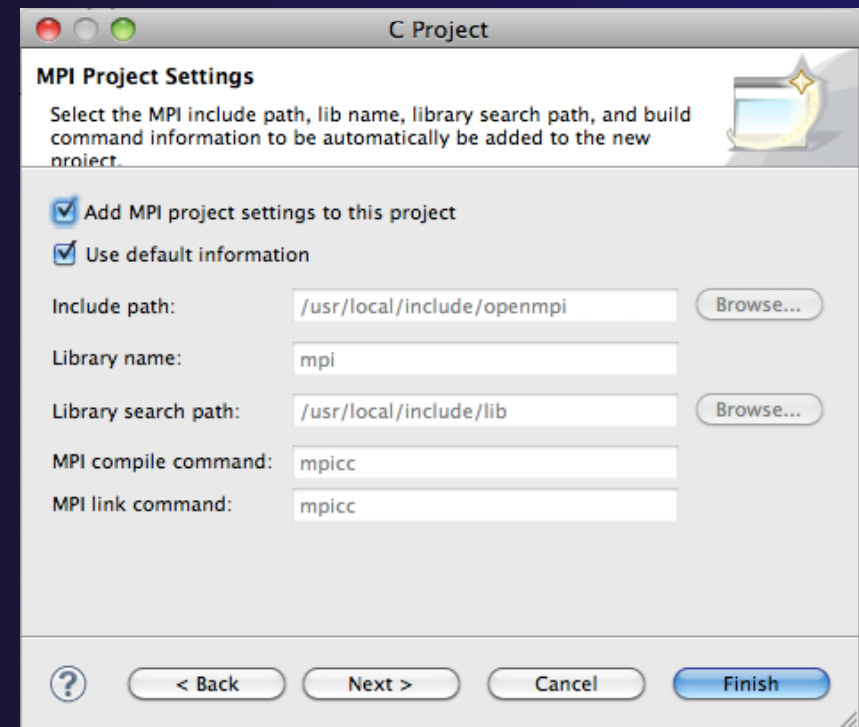 C Project
MPI Project Settings
Select the MPI include path, lib name, library search path, and build
command information to be automatically be added to the new
project.
Add MPI project settings to this project
Use default information
Include path: /usr/local/include/openmpi Browse...
Library name: mpi
Library search path: /usr/local/include/lib Browse...
MPI compile command: mpicc
MPI link command: mpicc
? < Back Next > Cancel Finish